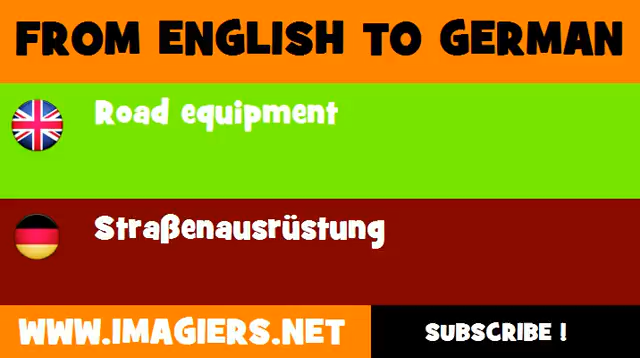 FROM ENGLISH TO GERMAN
Road equipment
Straßenausrüstung
WWW.IMAGIERS.NET
SUBSCRIBE !